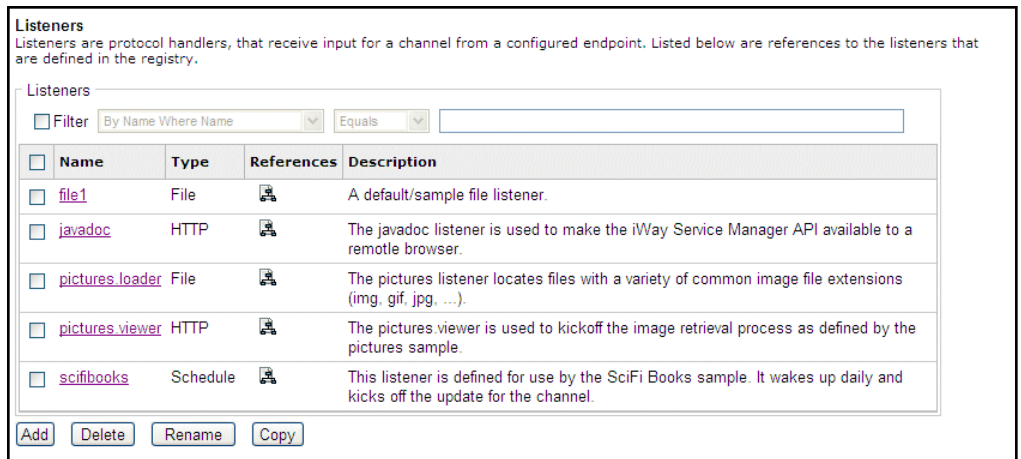 Listeners
Listeners are protocol handlers, that receive input for a channel from a configured endpoint. Listed below are references to the listeners that
are defined in the registry.
Listeners
Filter By Name Where Name Equals
Name Type References Description
file1 File A default/sample file listener.
javadoc HTTP The javadoc listener is used to make the iWay Service Manager API available to a
remotle browser.
pictures.loader File The pictures listener locates files with a variety of common image file extensions
(img, gif, jpg, ...).
pictures.viewer HTTP The pictures.viewer is used to kickoff the image retrieval process as defined by the
pictures sample.
scifibooks Schedule This listener is defined for use by the SciFi Books sample. It wakes up daily and
kicks off the update for the channel.
Add Delete Rename Copy